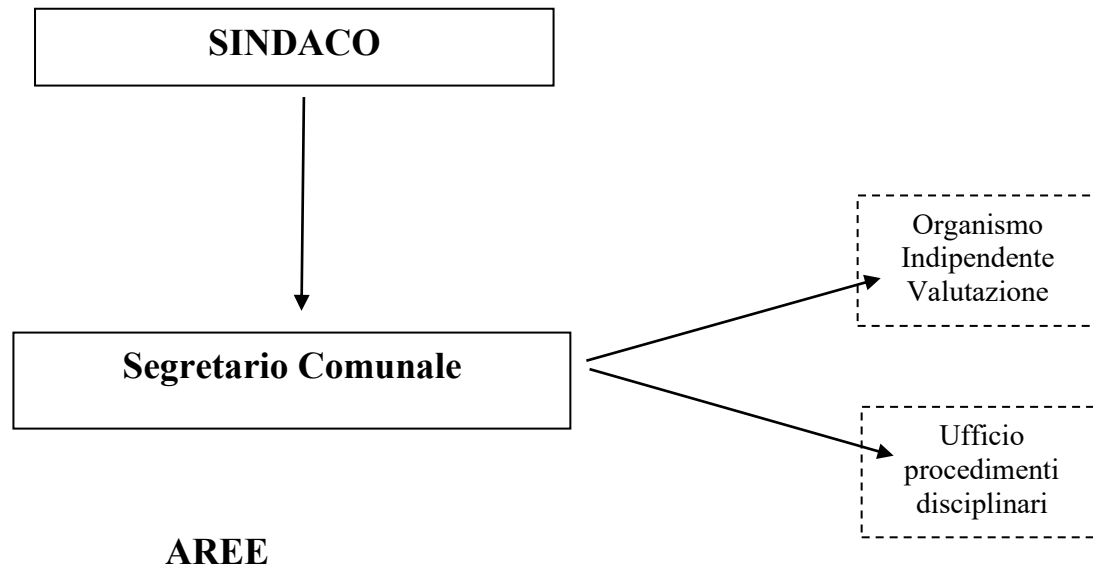 SINDACO
Organismo
Indipendente
Valutazione
Segretario Comunale
Ufficio
procedimenti
disciplinari
AREE